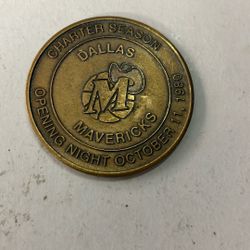 CHARTER SEASON
DALLAS
M
MAVERICKS
OPENING NIGHT OCTOBER 11, 1980